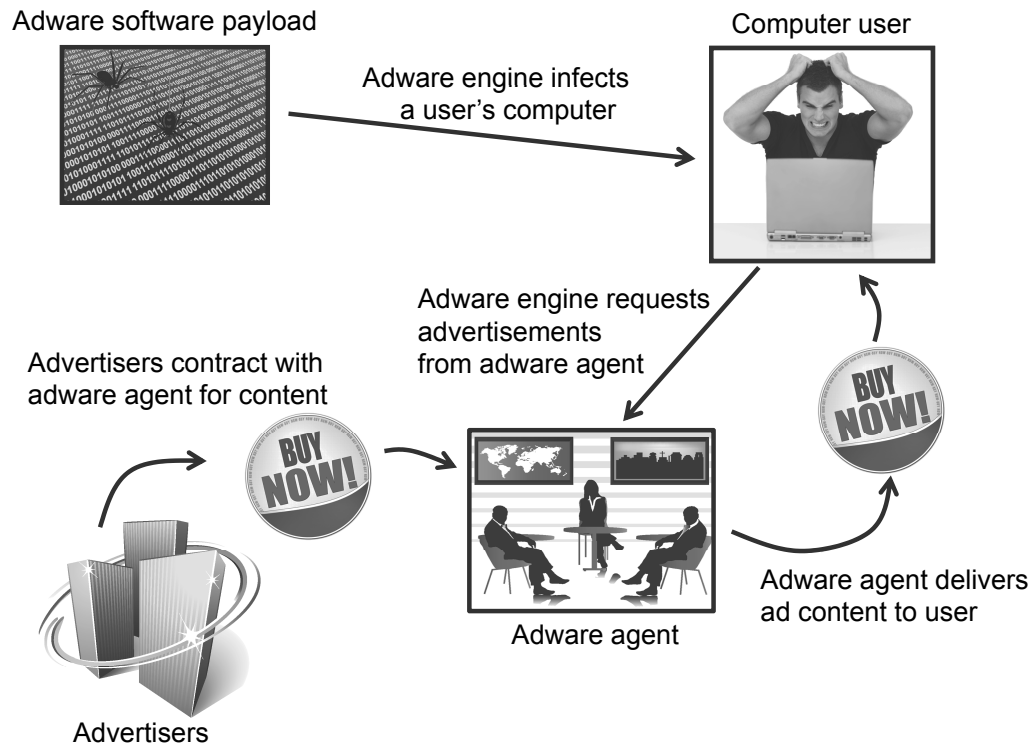 Adware software payload
Computer user
Adware engine infects
a user's computer
Adware engine requests
advertisements
from adware agent
Advertisers contract with
adware agent for content
BUY
NOW!
BUY
NOW!
Adware agent delivers
ad content to user
Adware agent
Advertisers